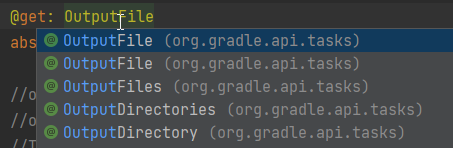 @get: OutputFile
abs
OutputFile (org.gradle.api.tasks)
OutputFile (org.gradle.api.tasks)
OutputFiles (org.gradle.api.tasks)
//o
OutputDirectories (org.gradle.api.tasks)
//o
OutputDirectory (org.gradle.api.tasks)
//T